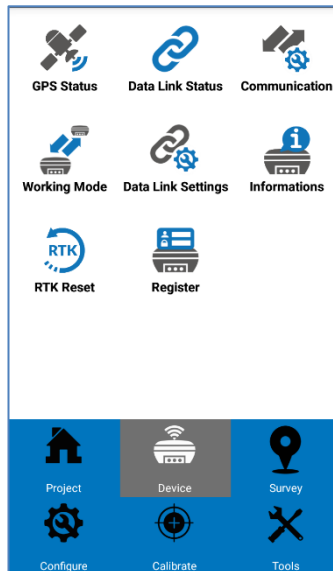 GPS Status
Data Link Status
Communication
Working Mode
Data Link Settings
Informations
RTK
RTK Reset
Register
Project
Device
Survey
Configure
Calibrate
Tools